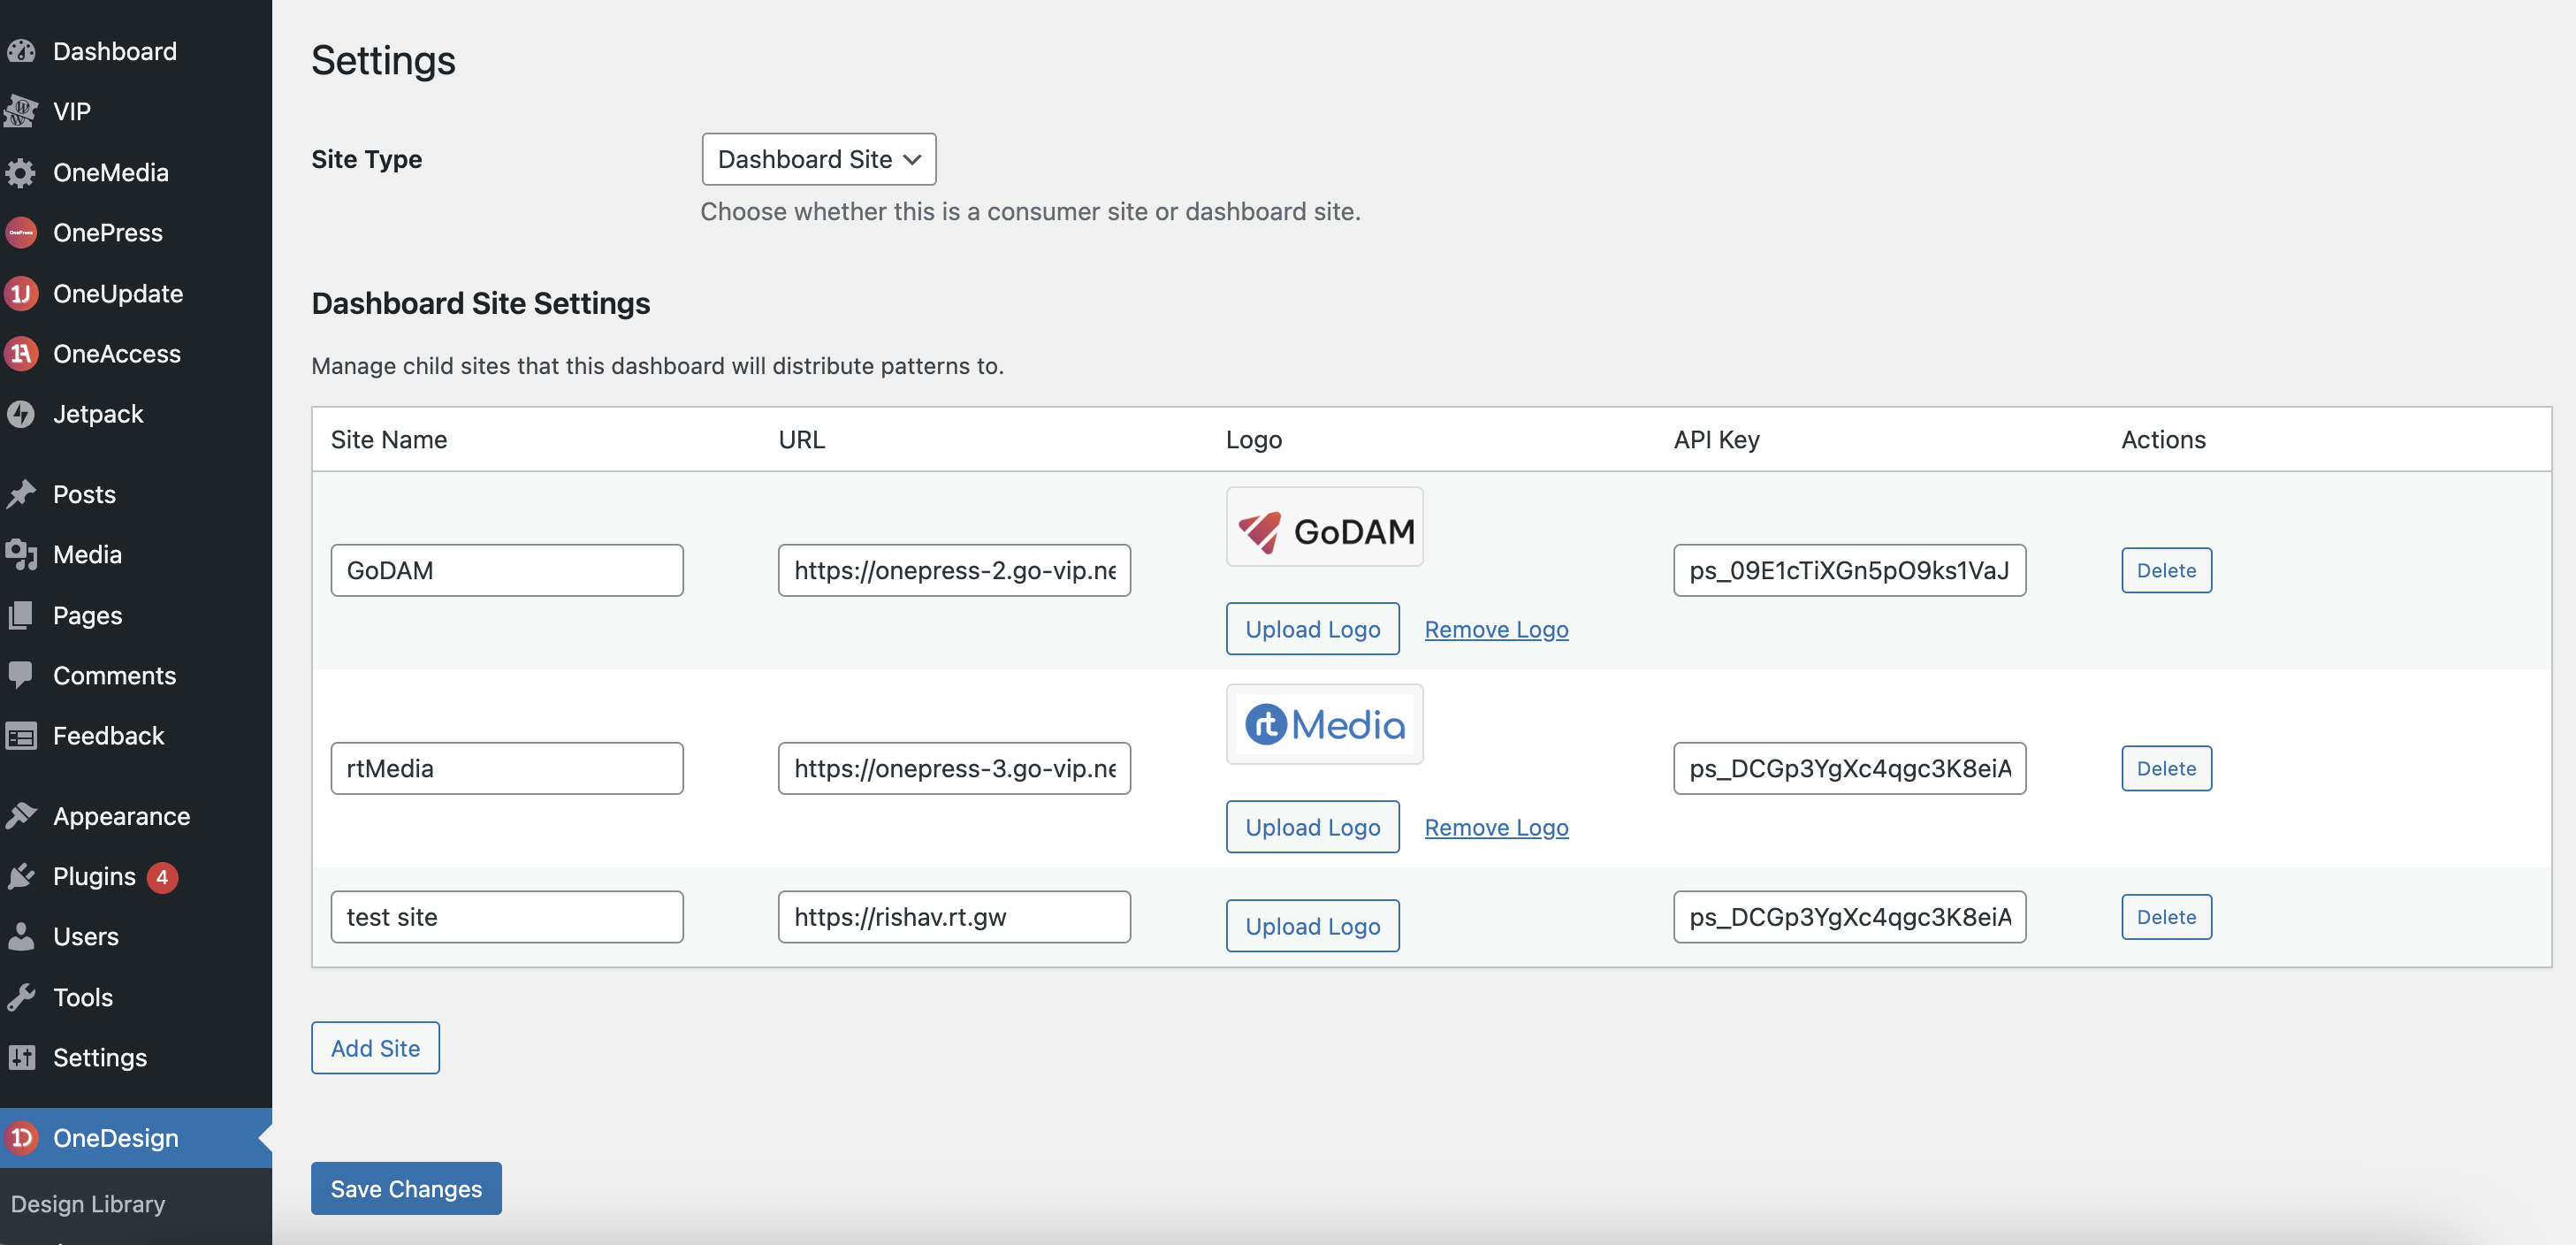 Dashboard
VIP
OneMedia
OnePress
OneUpdate
OneAccess
Jetpack
Posts
Media
Pages
Comments
Feedback
Appearance
Plugins 4
Users
Tools
Settings
OneDesign
Design Library
Settings
Site Type
Dashboard Site
Choose whether this is a consumer site or dashboard site.
Dashboard Site Settings
Manage child sites that this dashboard will distribute patterns to.
Site Name URL Logo API Key Actions
GoDAM
GoDAM https://onepress-2.go-vip.ne ps_09E1cTiXGn5pO9ks1VaJ Delete
Upload Logo Remove Logo
rtMedia
rtMedia https://onepress-3.go-vip.ne ps_DCGp3YgXc4qgc3K8eiA Delete
Upload Logo Remove Logo
test site https://rishav.rt.gw Upload Logo ps_DCGp3YgXc4qgc3K8eiA Delete
Add Site
Save Changes